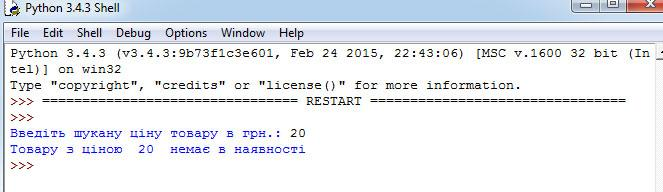 Python 3.4.3 Shell
File Edit Shell Debug Options Window Help
Python 3.4.3 (v3.4.3:9b73f1c3e601, Feb 24 2015, 22:43:06) [MSC v.1600 32 bit (In
tel)] on win32
Type "copyright", "credits" or "license()" for more information.
>>> ================================ RESTART ================================
>>>
Введіть шукану ціну товару в грн.: 20
Товару з ціною  20  немає в наявності
>>>